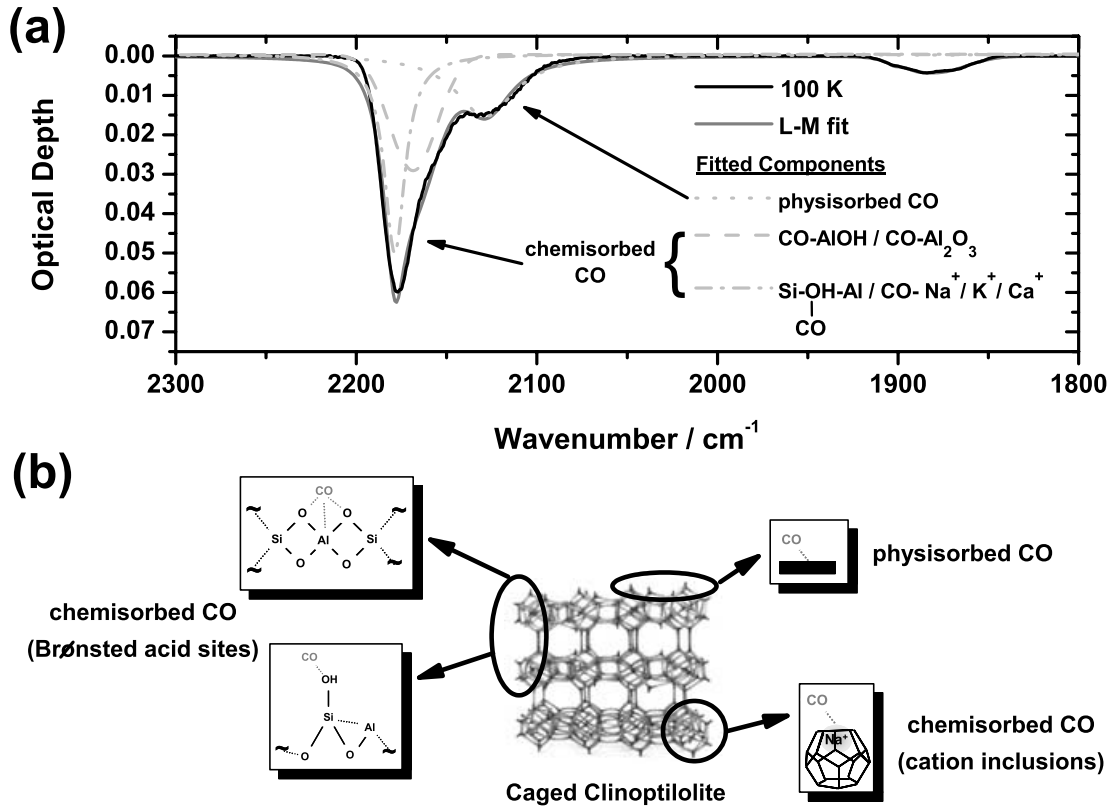 (a)
0.00
0.01
0.02
0.03
0.04
0.05
0.06
0.07
Optical Depth
2300
2200
2100
2000
1900
1800
Wavenumber / cm⁻¹
100 K
L-M fit
Fitted Components
physisorbed CO
CO-AlOH / CO-Al₂O₃
Si-OH-Al / CO- Na⁺/ K⁺/ Ca⁺
CO
chemisorbed
CO
(b)
CO
O
O
Si
Al
Si
O
O
chemisorbed CO
(Brønsted acid sites)
CO
OH
Si
Al
O
O
Caged Clinoptilolite
CO
physisorbed CO
CO
Na⁺
chemisorbed CO
(cation inclusions)